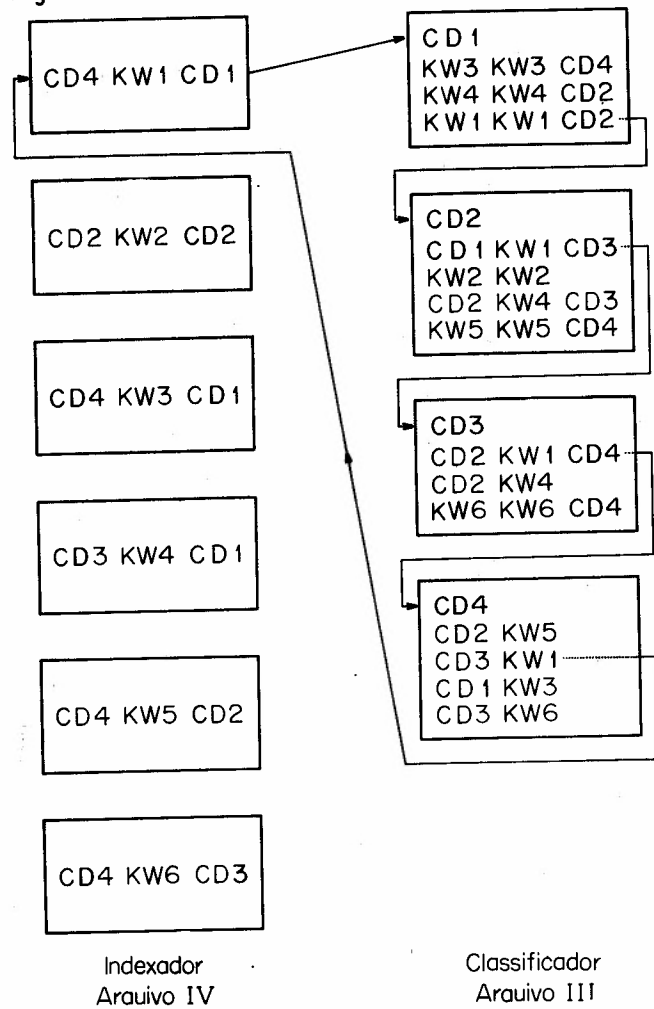 CD4 KW1 CD1
CD2 KW2 CD2
CD4 KW3 CD1
CD3 KW4 CD1
CD4 KW5 CD2
CD4 KW6 CD3
Indexador
Arquivo IV
CD1
KW3 KW3 CD4
KW4 KW4 CD2
KW1 KW1 CD2
CD2
CD1 KW1 CD3
KW2 KW2
CD2 KW4 CD3
KW5 KW5 CD4
CD3
CD2 KW1 CD4
CD2 KW4
KW6 KW6 CD4
CD4
CD2 KW5
CD3 KW1
CD1 KW3
CD3 KW6
Classificador
Arquivo III